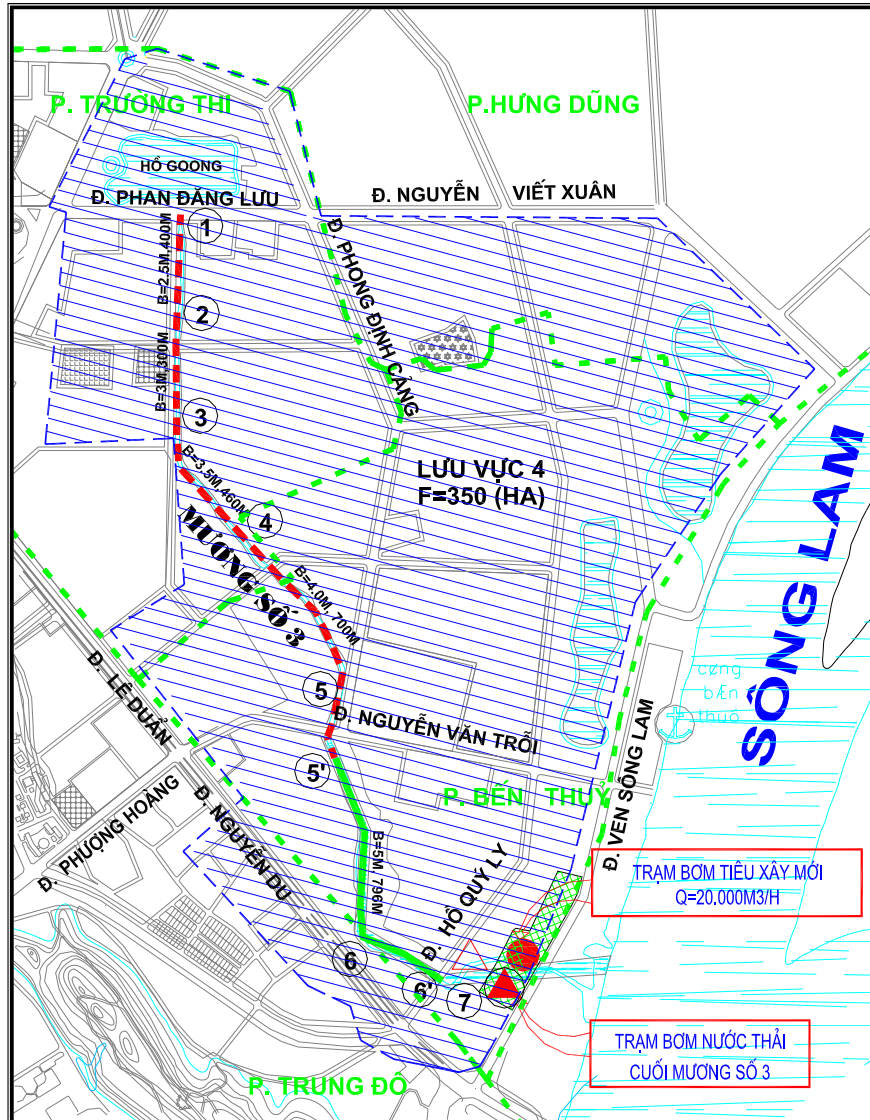 P. TRƯỜNG THI
P.HƯNG DŨNG
HỒ GOONG
Đ. PHAN ĐĂNG LƯU
Đ. NGUYỄN VIẾT XUÂN
1
B=2.5M,400M
Đ. PHONG ĐỊNH CẢNG
2
B=3M,300M
3
LƯU VỰC 4
F=350 (HA)
B=3,5M,460M
4
MƯƠNG SỐ 3
B=4.0M, 700M
SÔNG LAM
cảng
bẾn
thuỏ
5
Đ. NGUYỄN VĂN TRỖI
Đ. LÊ DUẨN
5'
Đ. PHƯỢNG HOÀNG
Đ. NGUYỄN DU
P. BẾN THUỶ
Đ. VEN SÔNG LAM
B=5M, 796M
Đ. HỒ QUÝ LY
TRẠM BƠM TIÊU XÂY MỚI
Q=20,000M3/H
6
6'
7
TRẠM BƠM NƯỚC THẢI
CUỐI MƯƠNG SỐ 3
P. TRUNG ĐÔ